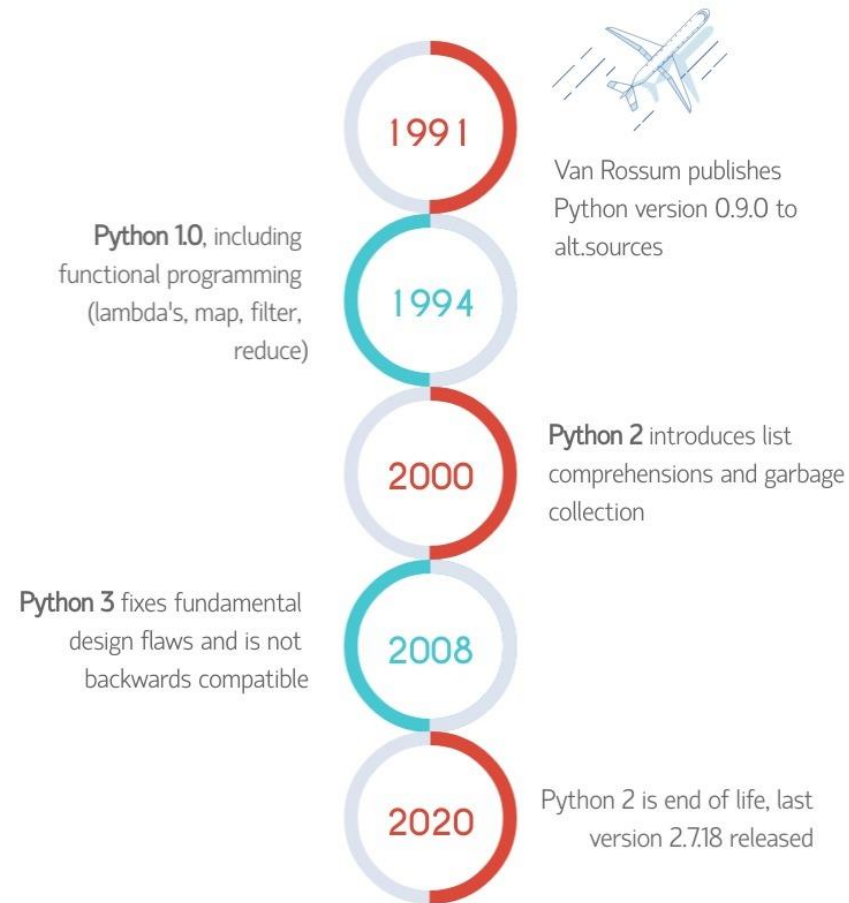 1991
Van Rossum publishes
Python version 0.9.0 to
alt.sources
Python 1.0, including
functional programming
(lambda's, map, filter,
reduce)
1994
2000
Python 2 introduces list
comprehensions and garbage
collection
Python 3 fixes fundamental
design flaws and is not
backwards compatible
2008
2020
Python 2 is end of life, last
version 2.7.18 released